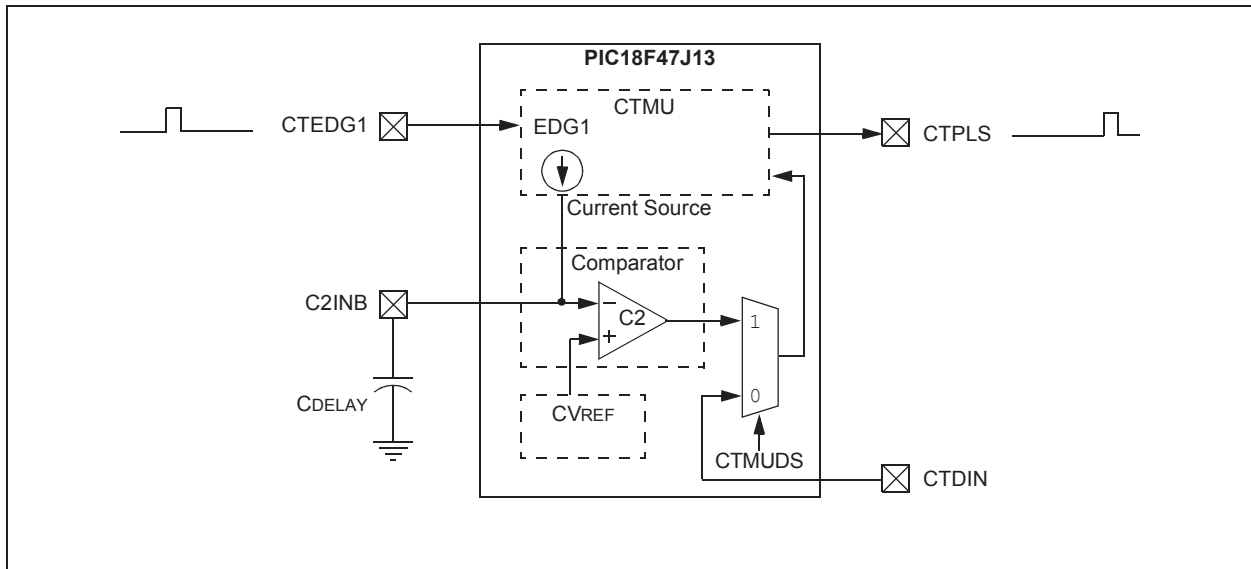 PIC18F47J13
CTMU
CTEDG1
EDG1
CTPLS
Current Source
Comparator
C2INB
C2
1
CDELAY
CVREF
0
CTMUDS
CTDIN